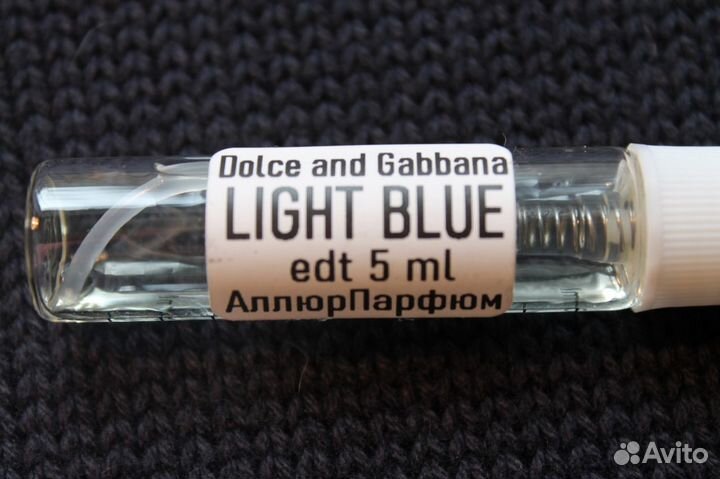 Dolce and Gabbana
LIGHT BLUE
edt 5 ml
АллюрПарфюм
Avito